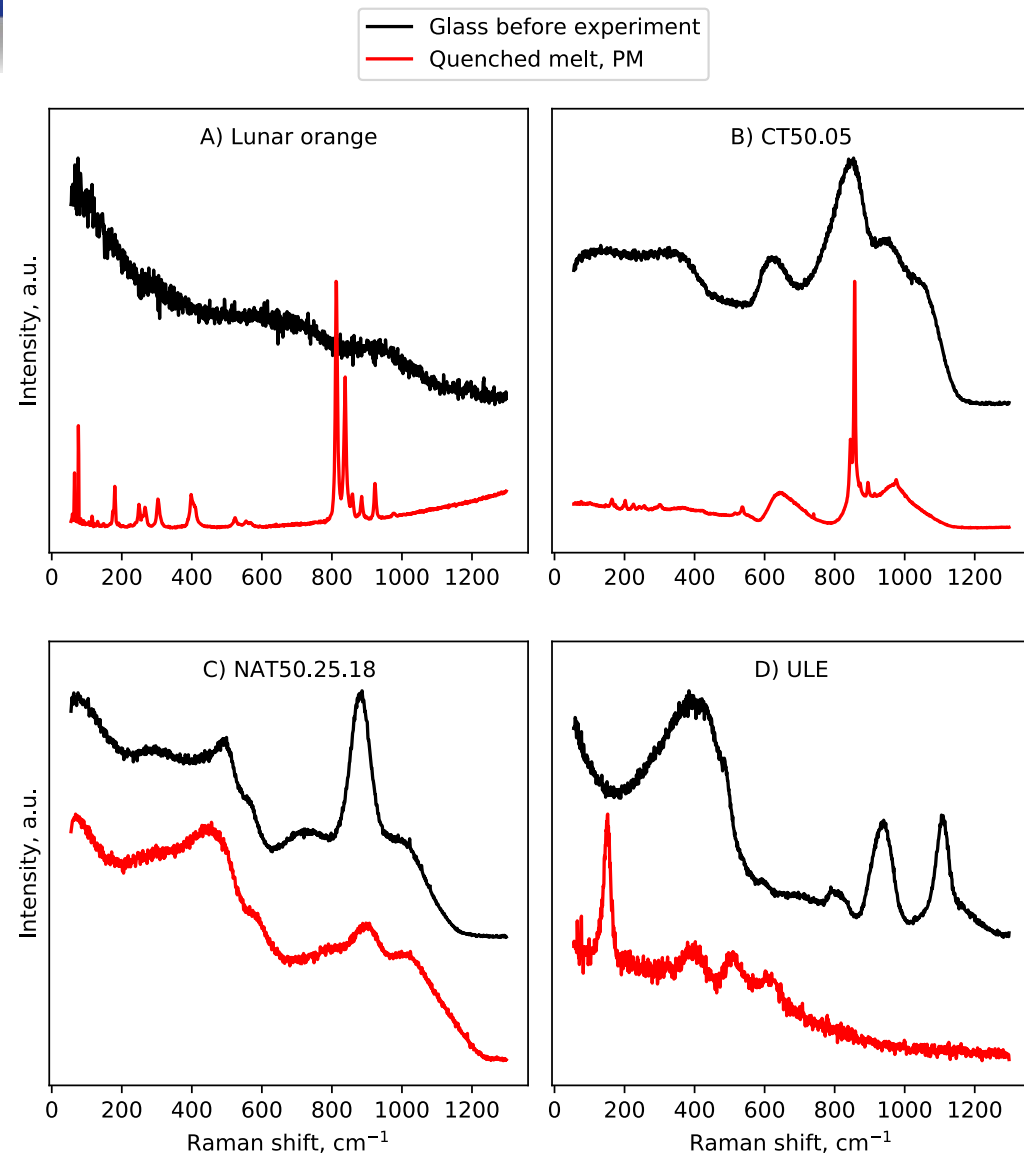 Glass before experiment
Quenched melt, PM
A) Lunar orange
B) CT50.05
Intensity, a.u.
0 200 400 600 800 1000 1200
0 200 400 600 800 1000 1200
C) NAT50.25.18
D) ULE
Intensity, a.u.
0 200 400 600 800 1000 1200
0 200 400 600 800 1000 1200
Raman shift, cm⁻¹
Raman shift, cm⁻¹